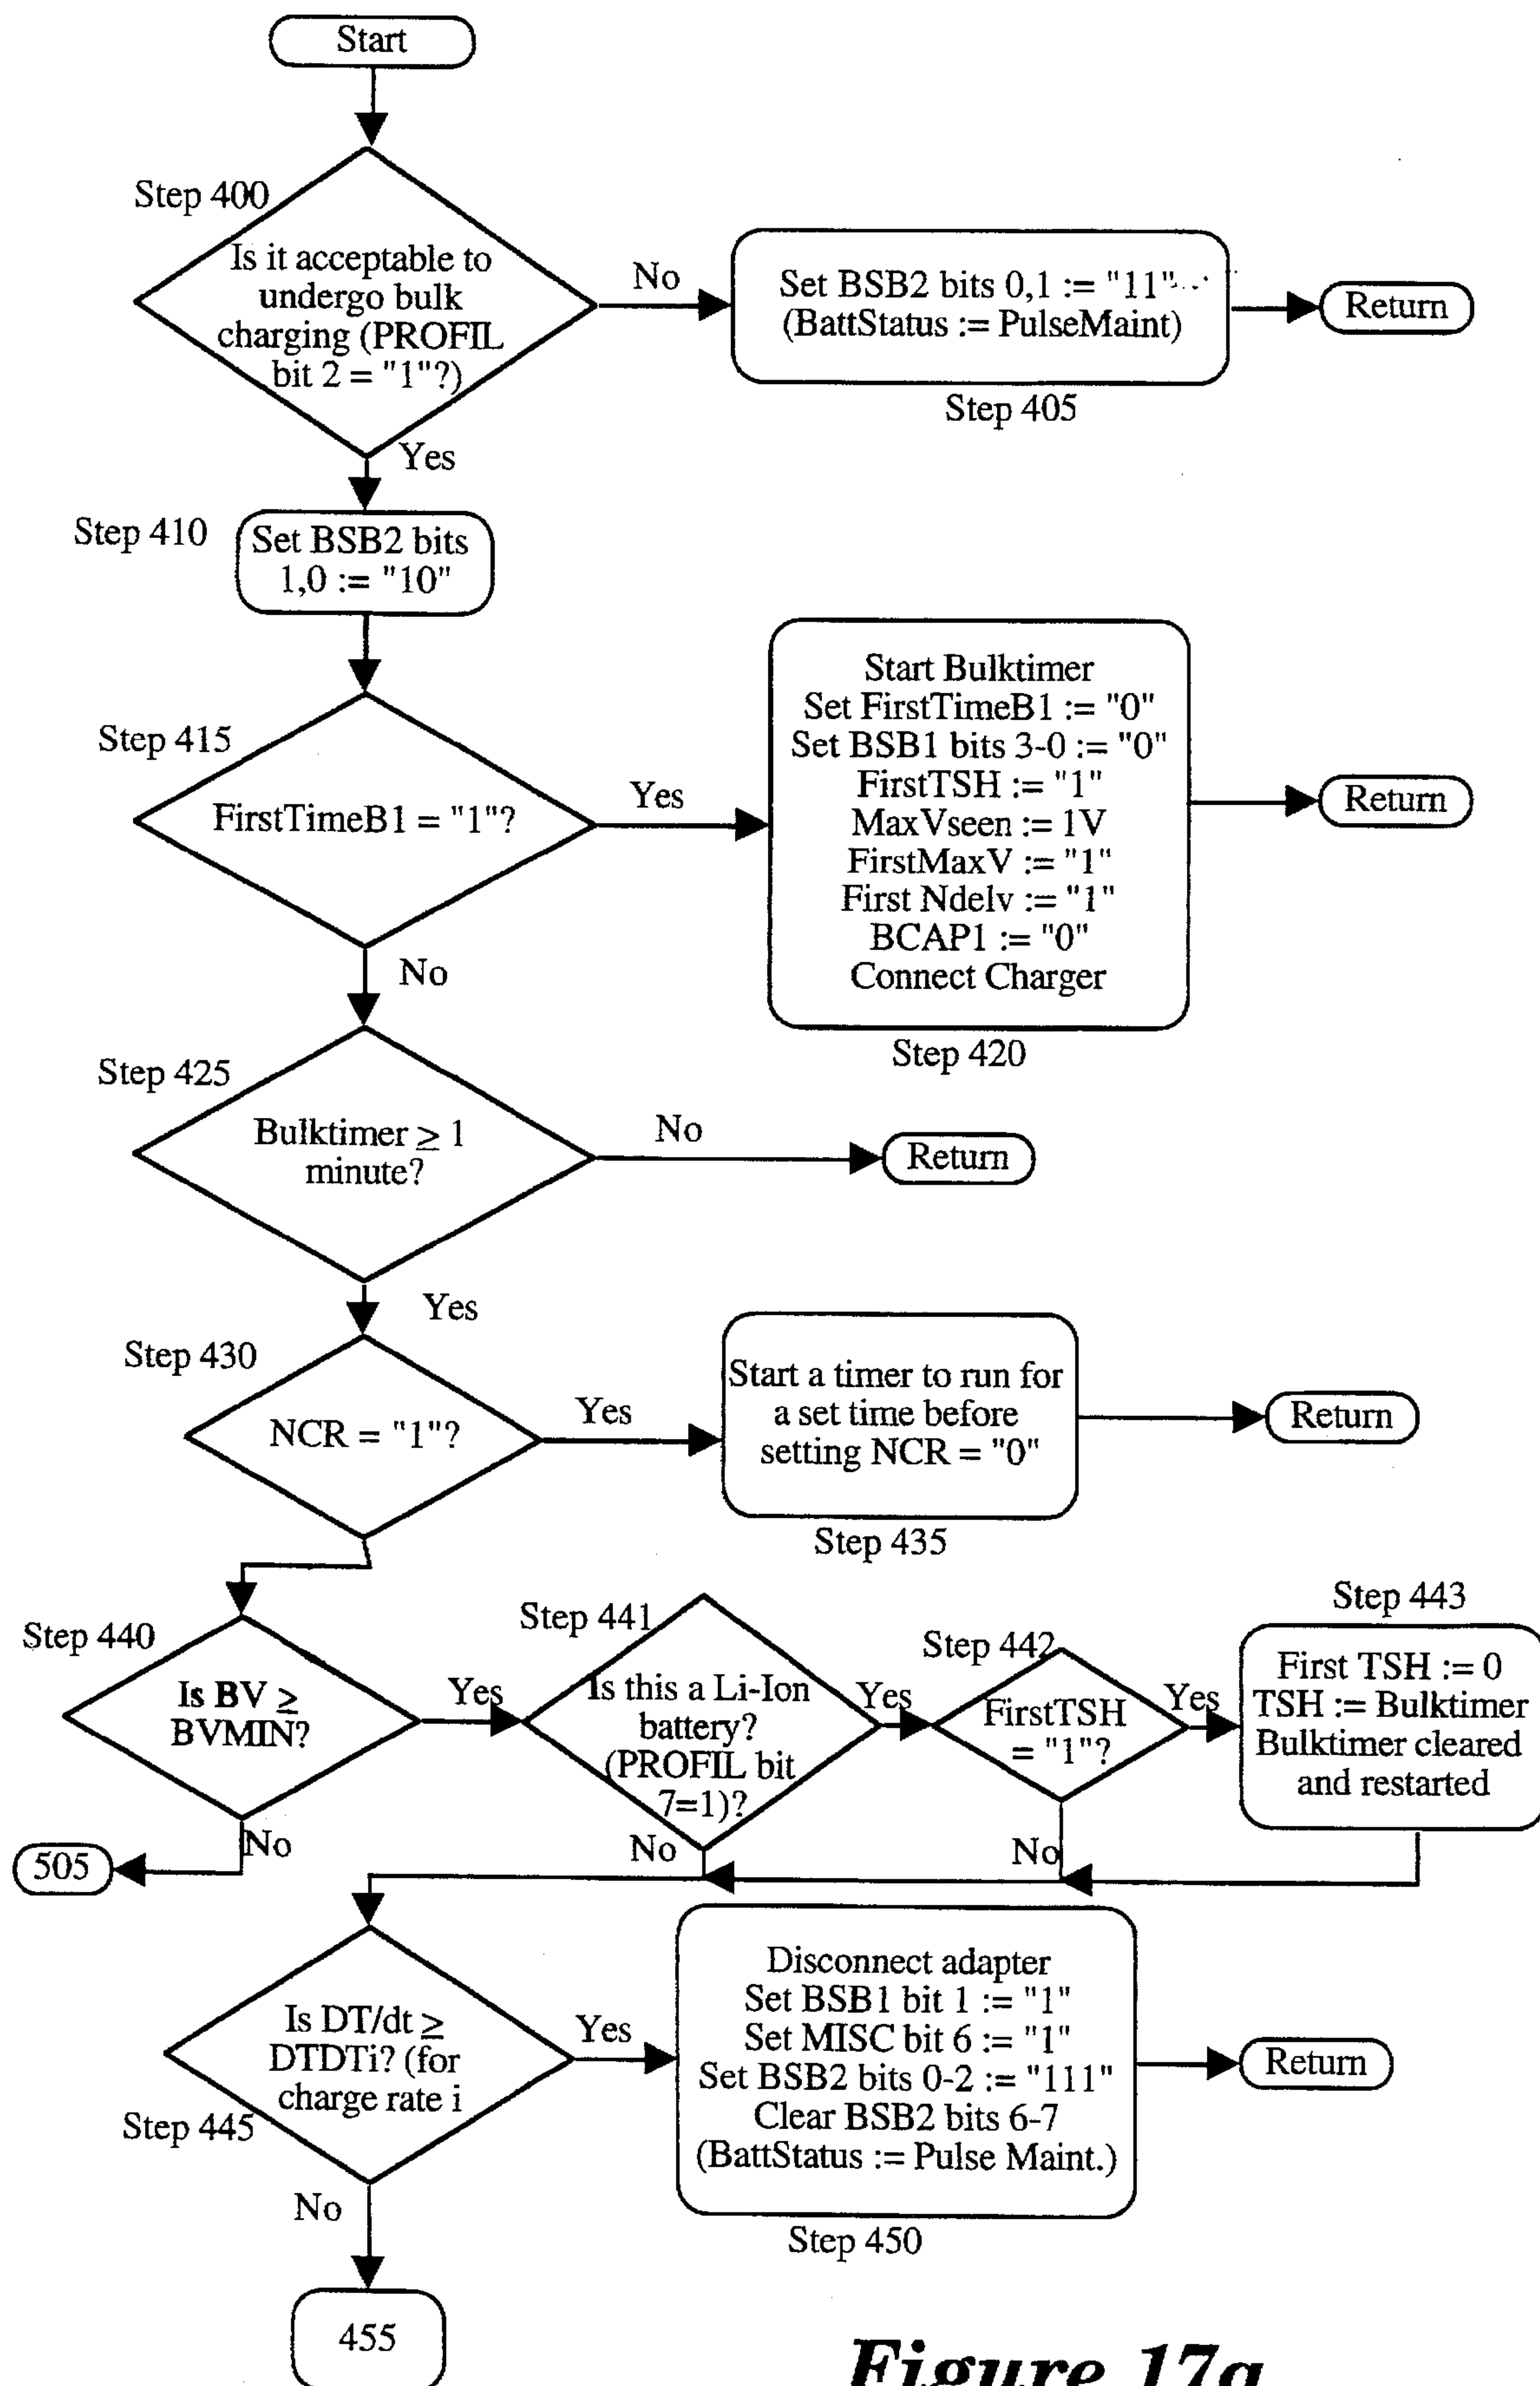 Start
Step 400
Is it acceptable to
undergo bulk
charging (PROFIL
bit 2 = "1"?)
No
Set BSB2 bits 0,1 := "11"
(BattStatus := PulseMaint)
Return
Step 405
Yes
Step 410
Set BSB2 bits
1,0 := "10"
Step 415
FirstTimeB1 = "1"?
Yes
Start Bulktimer
Set FirstTimeB1 := "0"
Set BSB1 bits 3-0 := "0"
FirstTSH := "1"
MaxVseen := 1V
FirstMaxV := "1"
First Ndelv := "1"
BCAP1 := "0"
Connect Charger
Return
Step 420
No
Step 425
Bulktimer ≥ 1
minute?
No
Return
Yes
Step 430
NCR = "1"?
Yes
Start a timer to run for
a set time before
setting NCR = "0"
Return
Step 435
Step 440
Is BV ≥
BVMIN?
Yes
No
505
Step 441
Is this a Li-Ion
battery?
(PROFIL bit
7=1)?
Yes
No
Step 442
FirstTSH
= "1"?
Yes
No
Step 443
First TSH := 0
TSH := Bulktimer
Bulktimer cleared
and restarted
Is DT/dt ≥
DTDTi? (for
charge rate i
Step 445
Yes
Disconnect adapter
Set BSB1 bit 1 := "1"
Set MISC bit 6 := "1"
Set BSB2 bits 0-2 := "111"
Clear BSB2 bits 6-7
(BattStatus := Pulse Maint.)
Return
Step 450
No
455
Figure 17a